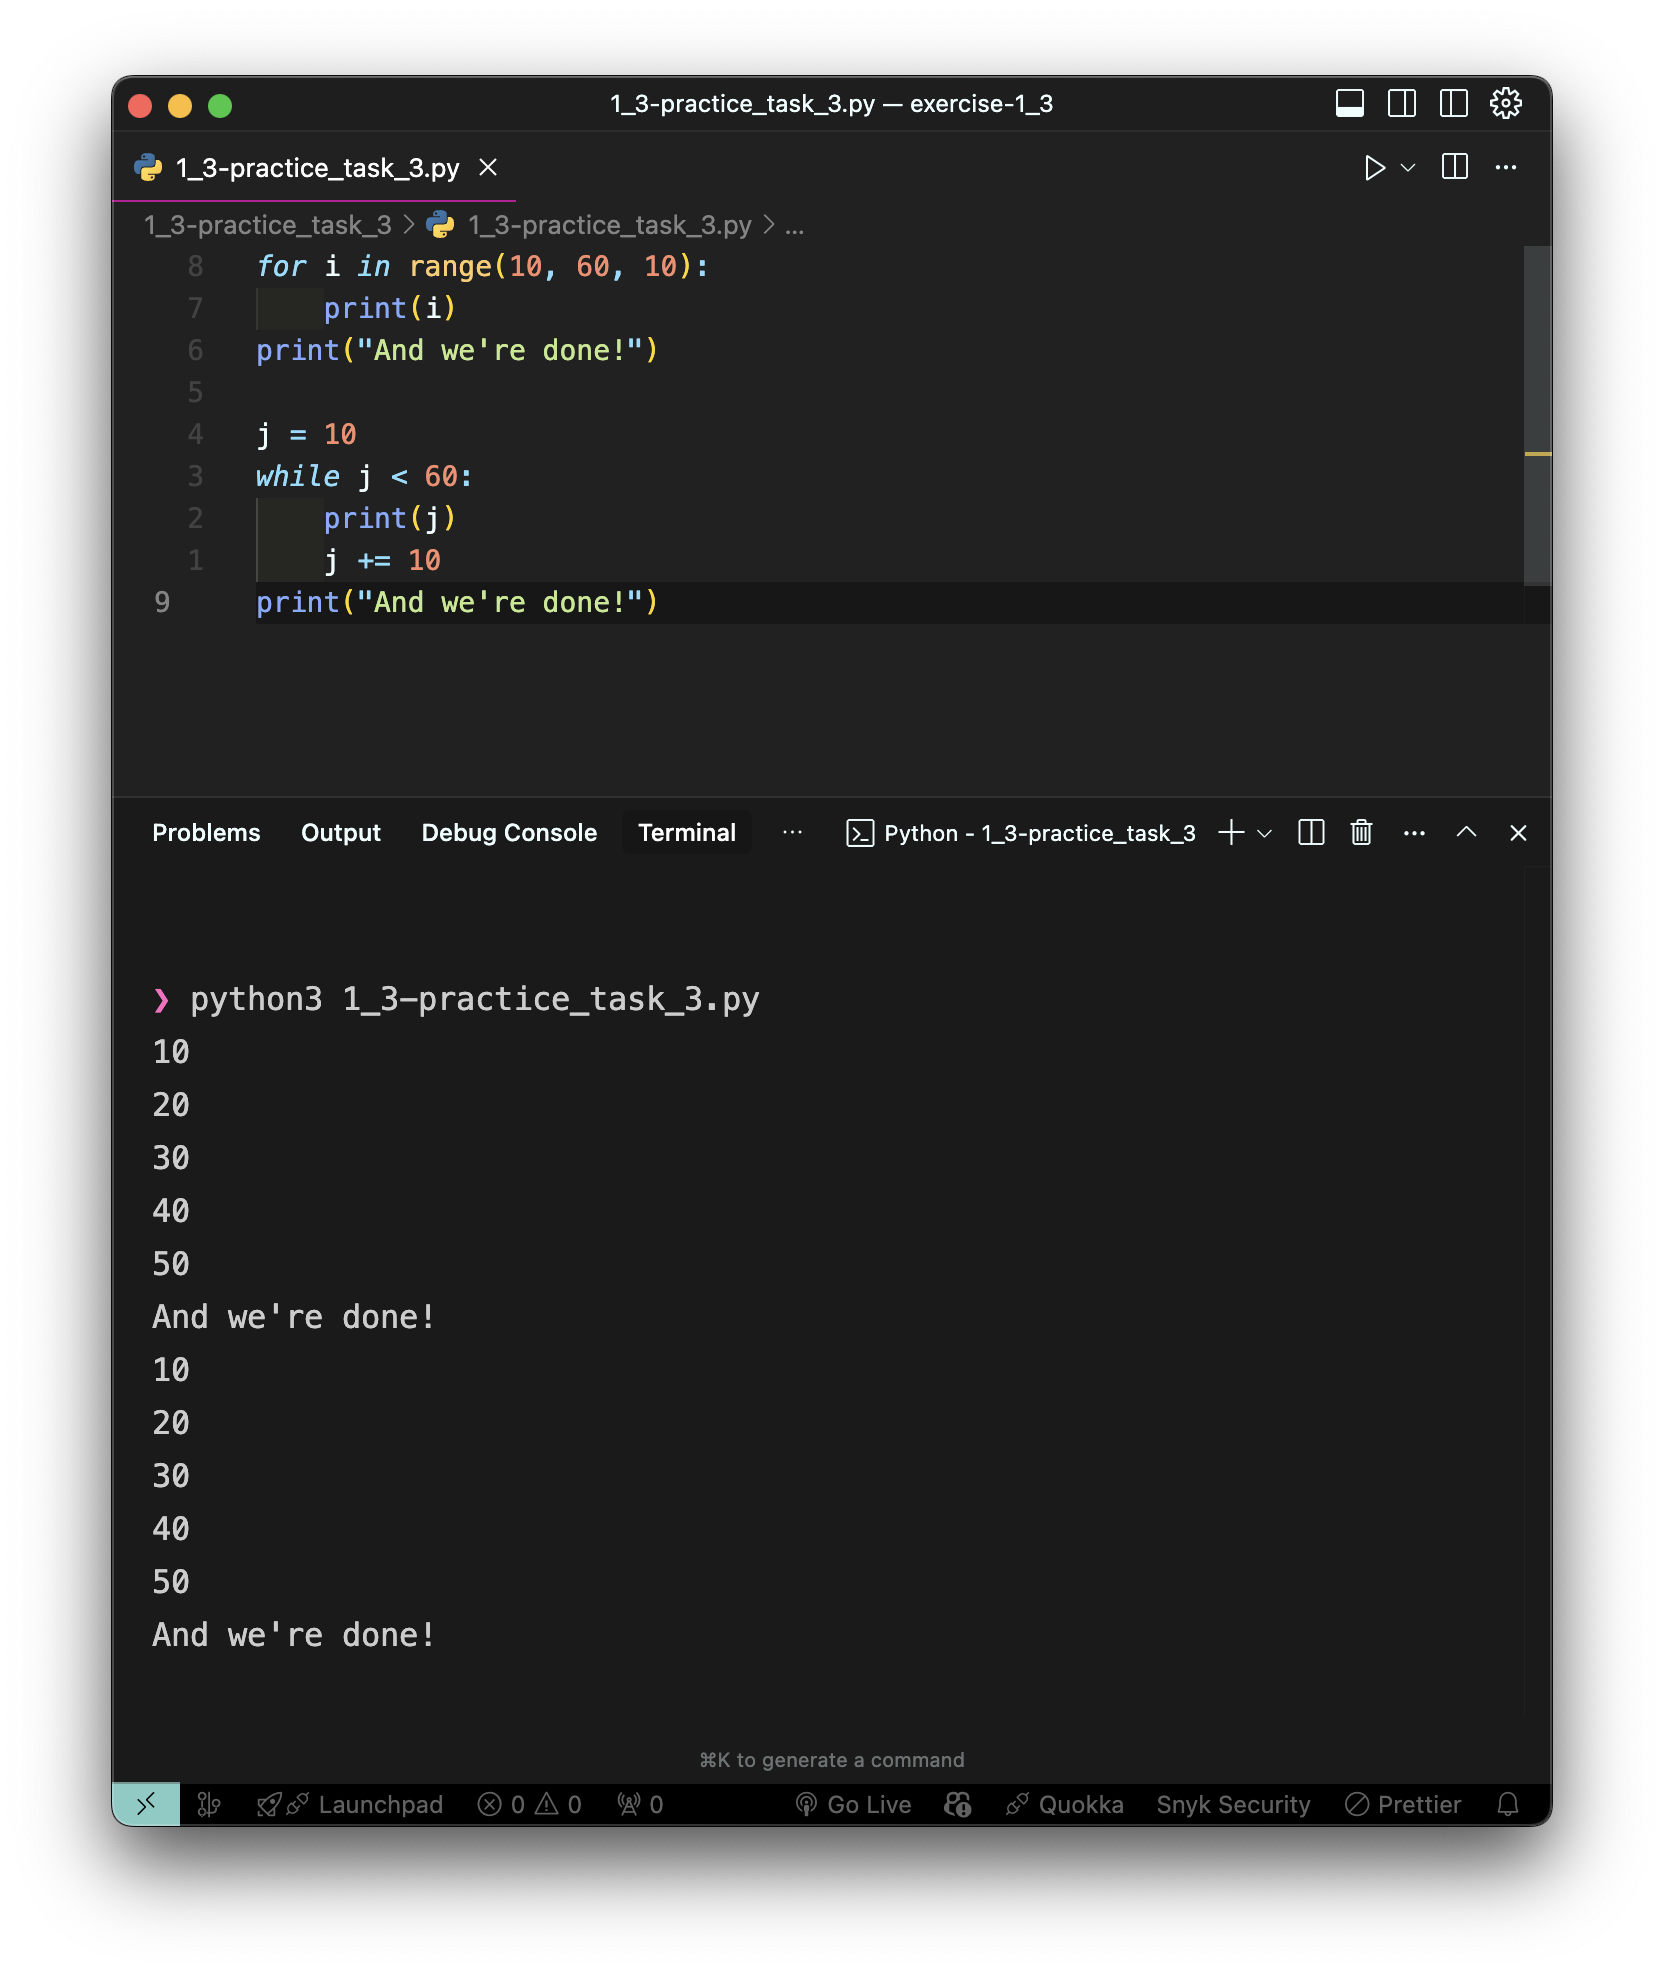 1_3-practice_task_3.py — exercise-1_3
1_3-practice_task_3.py
1_3-practice_task_3 > 1_3-practice_task_3.py > ...
8 for i in range(10, 60, 10):
7     print(i)
6 print("And we're done!")
5
4 j = 10
3 while j < 60:
2     print(j)
1     j += 10
9 print("And we're done!")
Problems Output Debug Console Terminal ··· Python - 1_3-practice_task_3
❯ python3 1_3-practice_task_3.py
10
20
30
40
50
And we're done!
10
20
30
40
50
And we're done!
⌘K to generate a command
Launchpad 0 0 0 Go Live Quokka Snyk Security Prettier